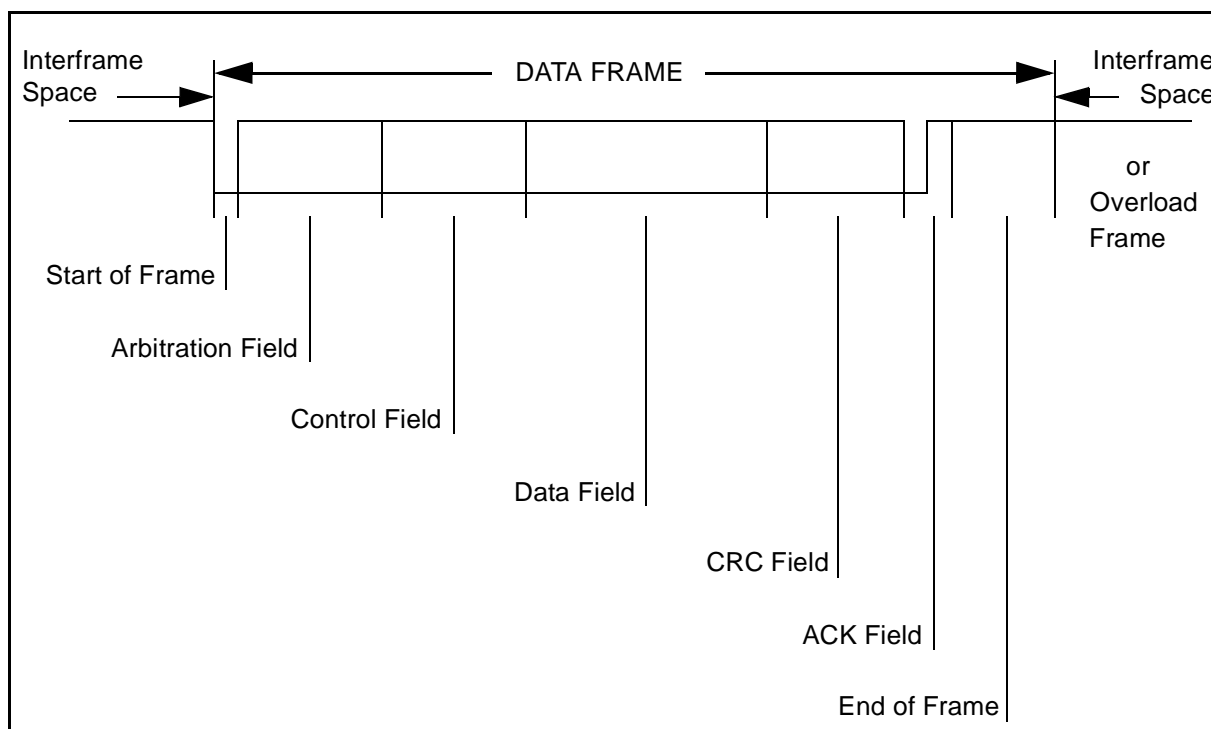 Interframe
Space
DATA FRAME
Interframe
Space
or
Overload
Frame
Start of Frame
Arbitration Field
Control Field
Data Field
CRC Field
ACK Field
End of Frame